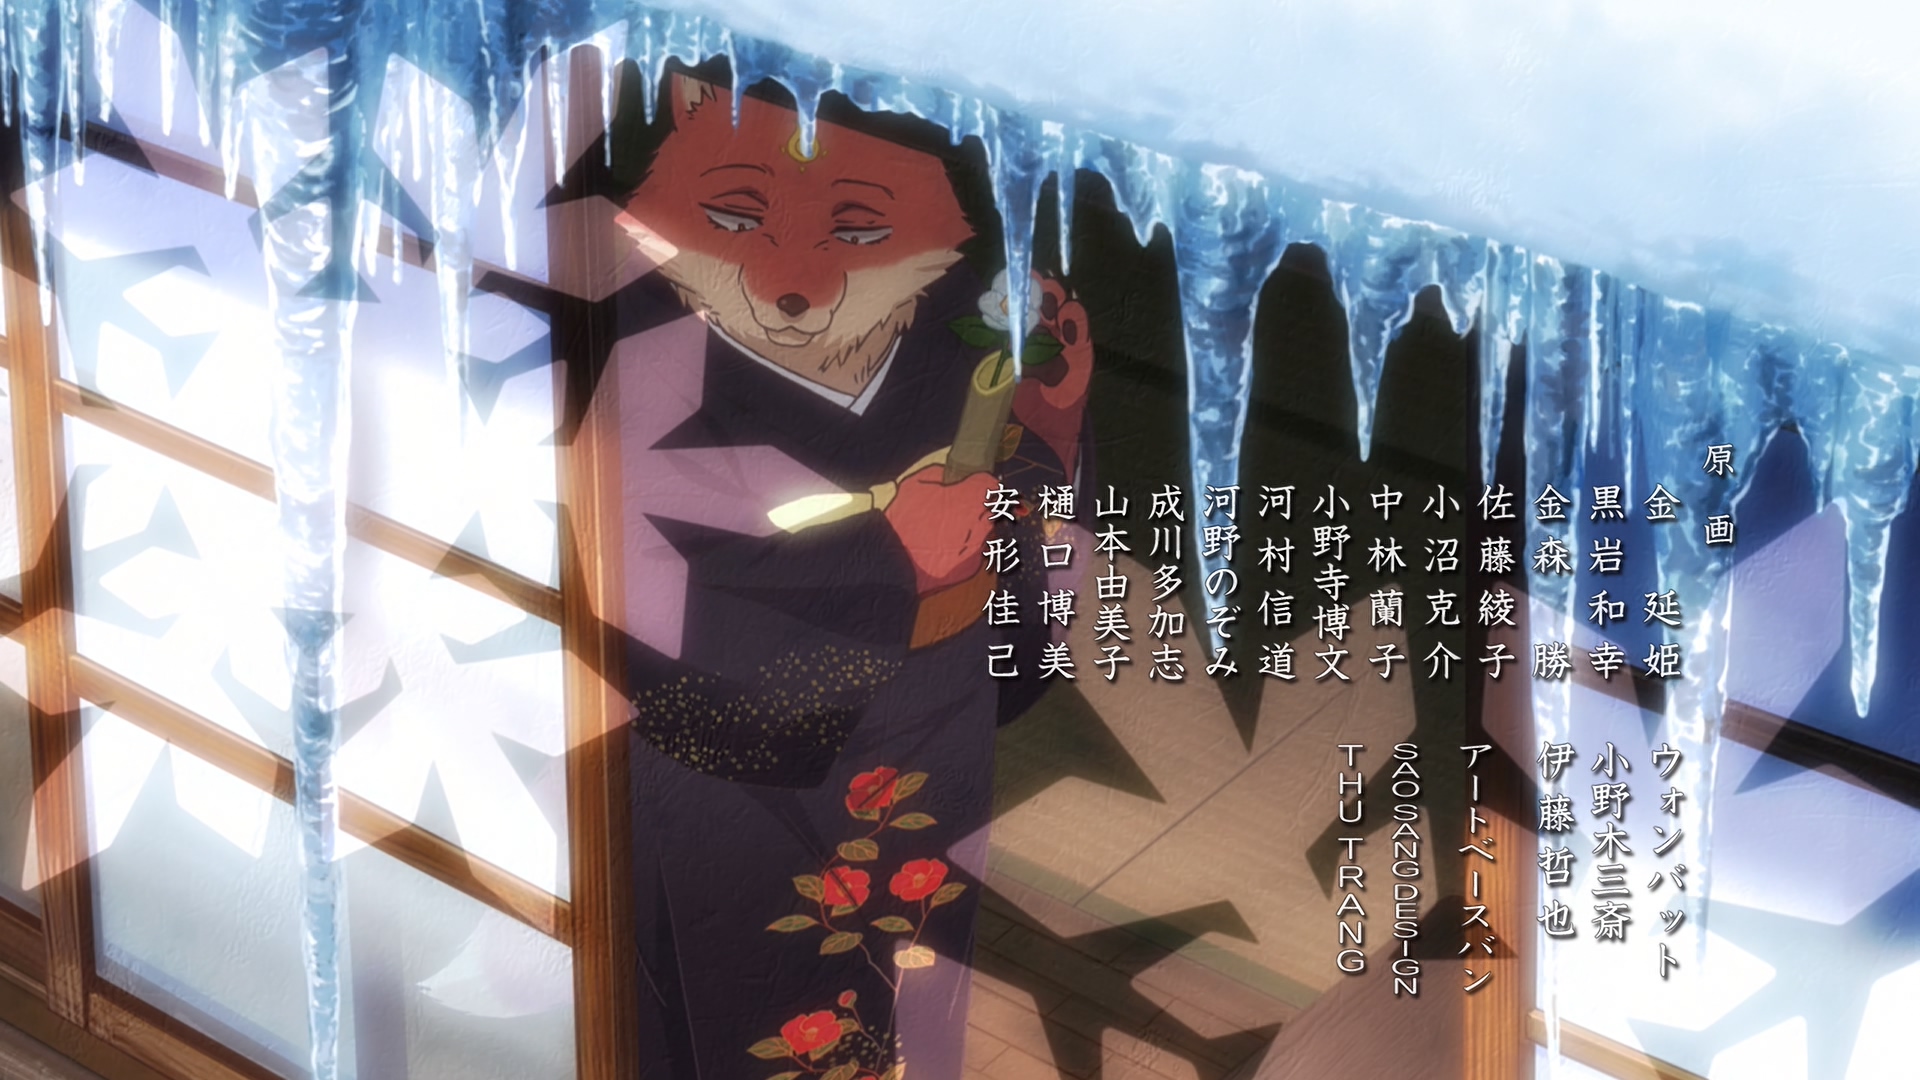 原画
金延姫
黒岩和幸
金森勝
佐藤綾子
小沼克介
中林蘭子
小野寺博文
河村信道
河野のぞみ
成川多加志
山本由美子
樋口博美
安形佳己
ウォンバット
小野木三斎
伊藤哲也
アートベースバン
SAO SANG DESIGN
THU TRANG